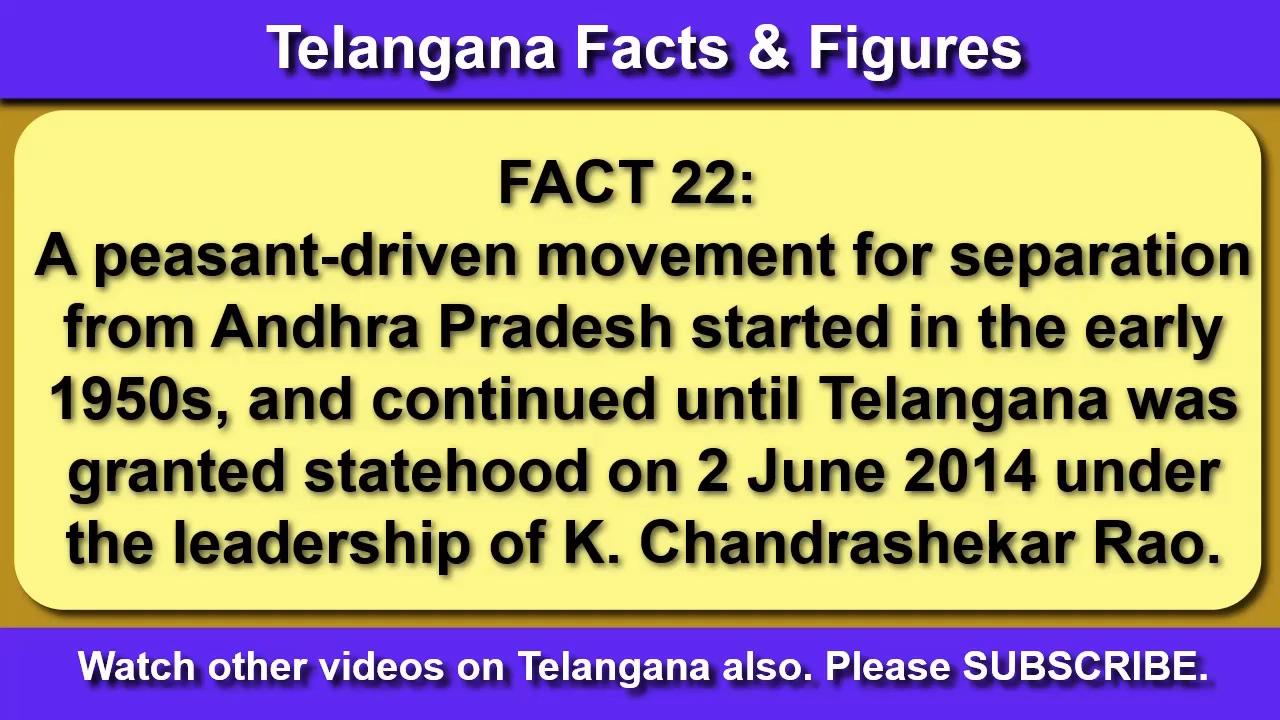 Telangana Facts & Figures
FACT 22:
A peasant-driven movement for separation
from Andhra Pradesh started in the early
1950s, and continued until Telangana was
granted statehood on 2 June 2014 under
the leadership of K. Chandrashekar Rao.
Watch other videos on Telangana also. Please SUBSCRIBE.